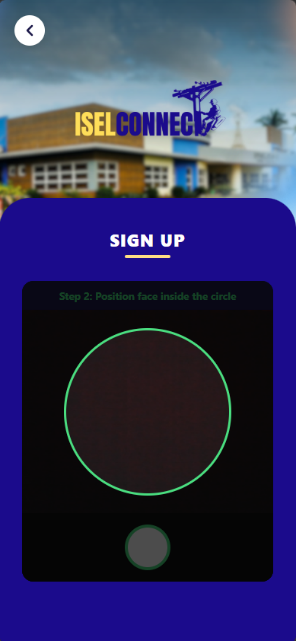 ISELCONNECT
SIGN UP
Step 2: Position face inside the circle